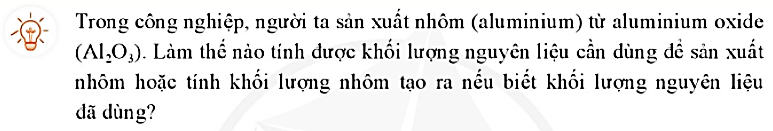 Trong công nghiệp, người ta sản xuất nhôm (aluminium) từ aluminium oxide
(Al₂O₃). Làm thế nào tính được khối lượng nguyên liệu cần dùng để sản xuất
nhôm hoặc tính khối lượng nhôm tạo ra nếu biết khối lượng nguyên liệu
đã dùng?